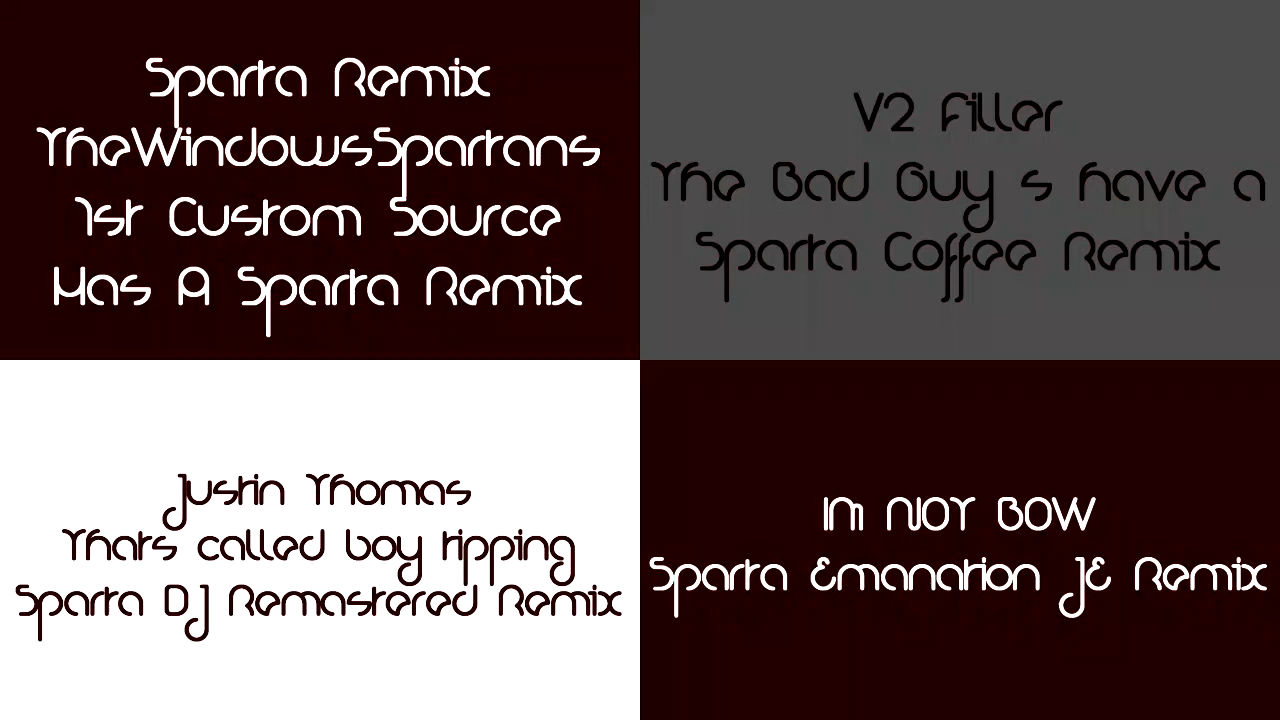 Sparta Remix
TheWindowsSpartans
1st Custom Source
Has A Sparta Remix
V2 Filler
The Bad Guy s have a
Sparta Coffee Remix
Justin Thomas
Thats called boy tipping
Sparta DJ Remastered Remix
Im NOT BOW
Sparta Emanation JE Remix